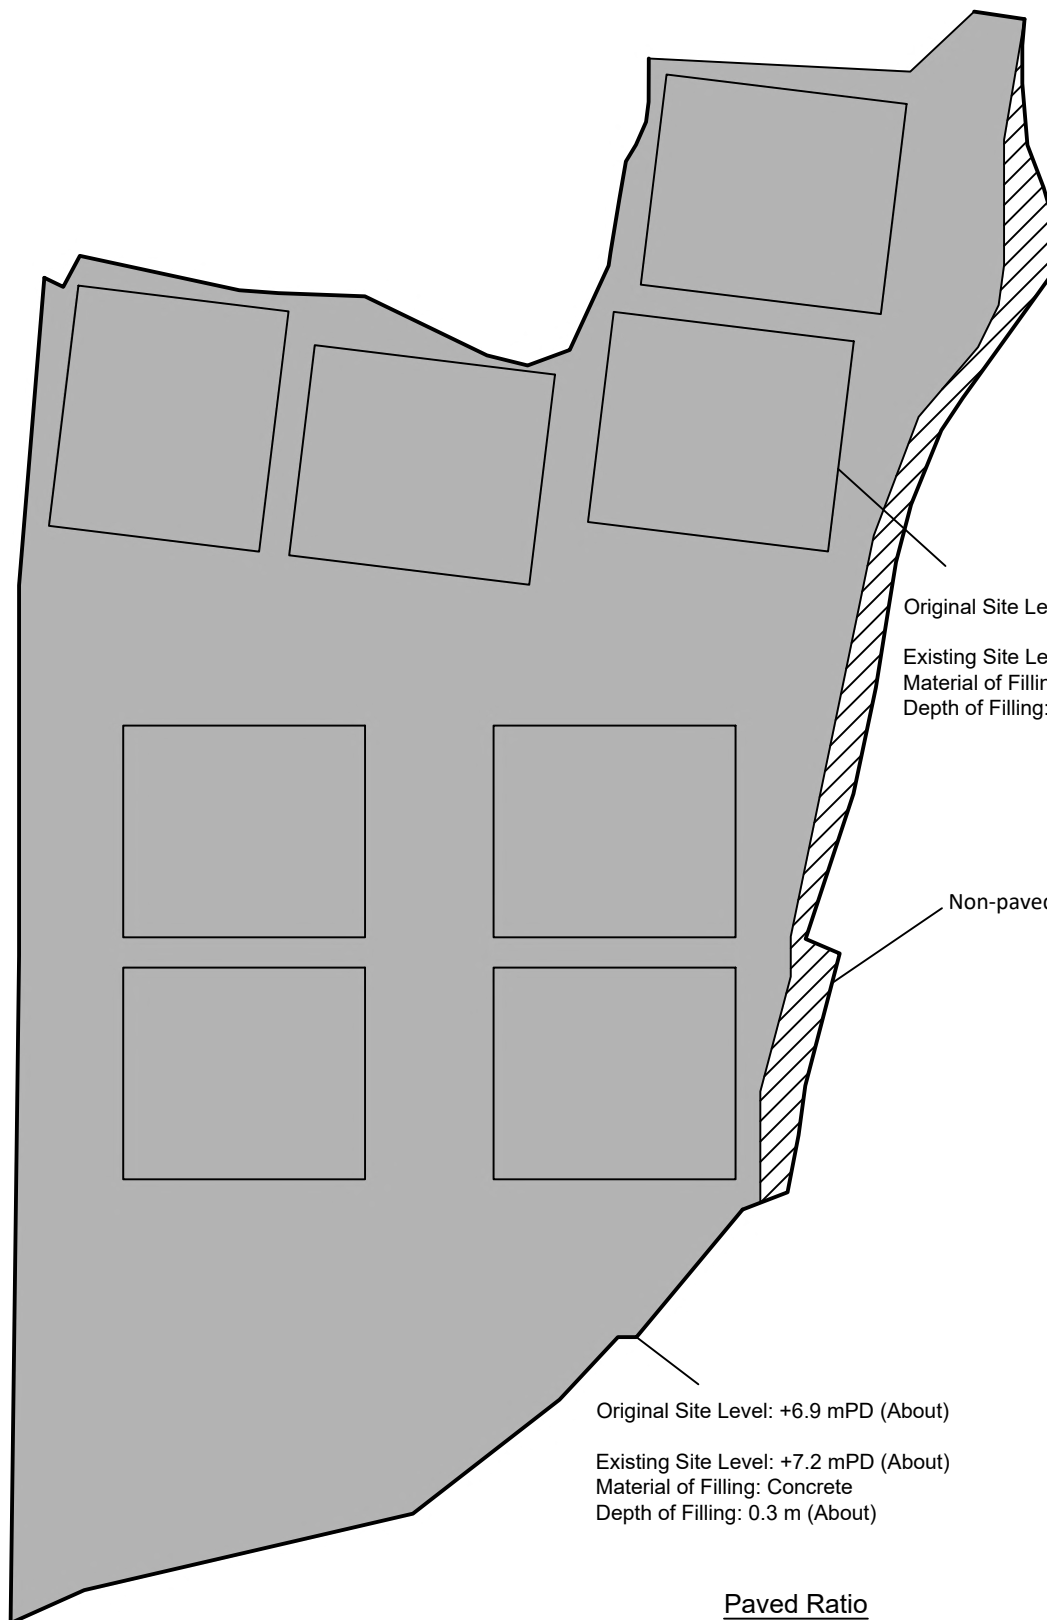 Original Site Le
Existing Site Le
Material of Fillin
Depth of Filling:
Non-paved
Original Site Level: +6.9 mPD (About)
Existing Site Level: +7.2 mPD (About)
Material of Filling: Concrete
Depth of Filling: 0.3 m (About)
Paved Ratio